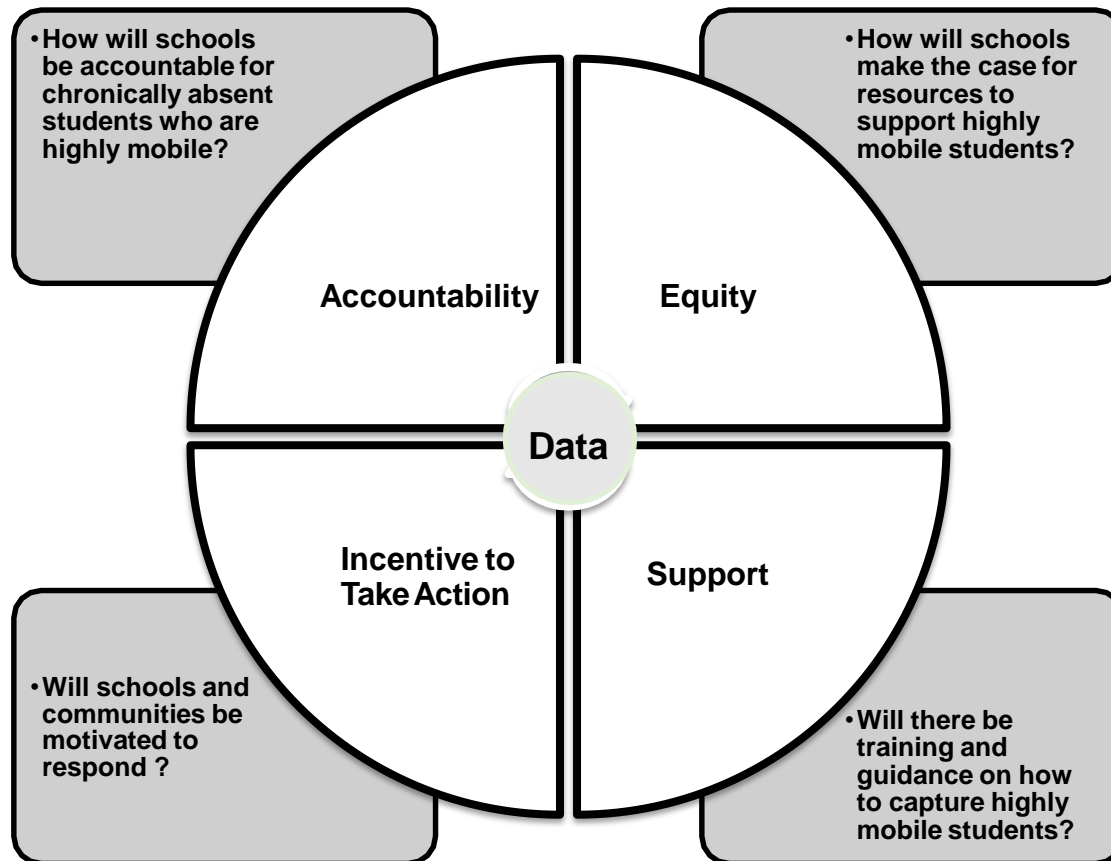 •How will schools
be accountable for
chronically absent
students who are
highly mobile?
•How will schools
make the case for
resources to
support highly
mobile students?
Accountability
Equity
Data
Incentive to
Take Action
Support
•Will schools and
communities be
motivated to
respond ?
•Will there be
training and
guidance on how
to capture highly
mobile students?